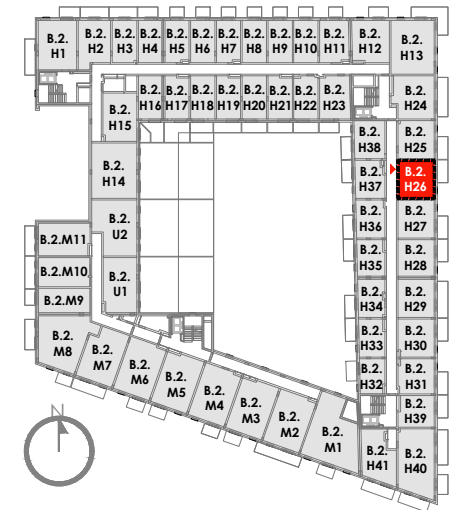 B.2.
H1
B.2.
H2
B.2.
H3
B.2.
H4
B.2.
H5
B.2.
H6
B.2.
H7
B.2.
H8
B.2.
H9
B.2.
H10
B.2.
H11
B.2.
H12
B.2.
H13
B.2.
H16
B.2.
H17
B.2.
H18
B.2.
H19
B.2.
H20
B.2.
H21
B.2.
H22
B.2.
H23
B.2.
H24
B.2.
H15
B.2.
H38
B.2.
H25
B.2.
H14
B.2.
H37
B.2.
H26
B.2.
U2
B.2.
H36
B.2.
H27
B.2.M11
B.2.
H35
B.2.
H28
B.2.M10
B.2.
U1
B.2.
H34
B.2.
H29
B.2.M9
B.2.
H33
B.2.
H30
B.2.
M8
B.2.
M7
B.2.
M6
B.2.
M5
B.2.
M4
B.2.
M3
B.2.
M2
B.2.
M1
B.2.
H32
B.2.
H31
B.2.
H39
B.2.
H41
B.2.
H40
N